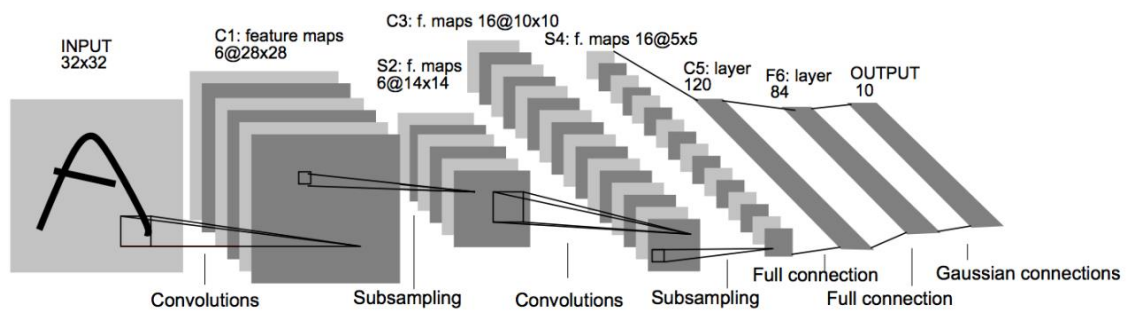 INPUT
32x32
C1: feature maps
6@28x28
S2: f. maps
6@14x14
C3: f. maps 16@10x10
S4: f. maps 16@5x5
C5: layer
120
F6: layer
84
OUTPUT
10
Convolutions
Subsampling
Convolutions
Subsampling
Full connection
Full connection
Gaussian connections